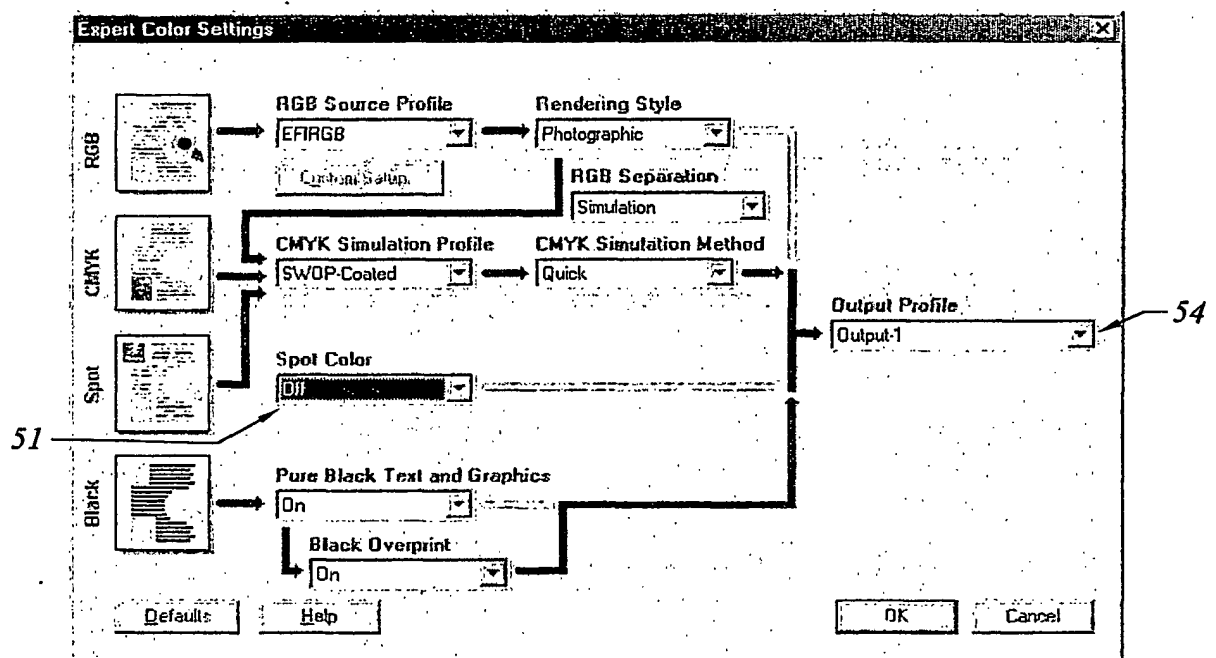 Expert Color Settings
RGB
RGB Source Profile
EFIRGB
Custom Setup
Rendering Style
Photographic
RGB Separation
Simulation
CMYK
CMYK Simulation Profile
SWOP-Coated
CMYK Simulation Method
Quick
Output Profile
Output-1
54
Spot
Spot Color
Off
51
Black
Pure Black Text and Graphics
On
Black Overprint
On
Defaults
Help
OK
Cancel